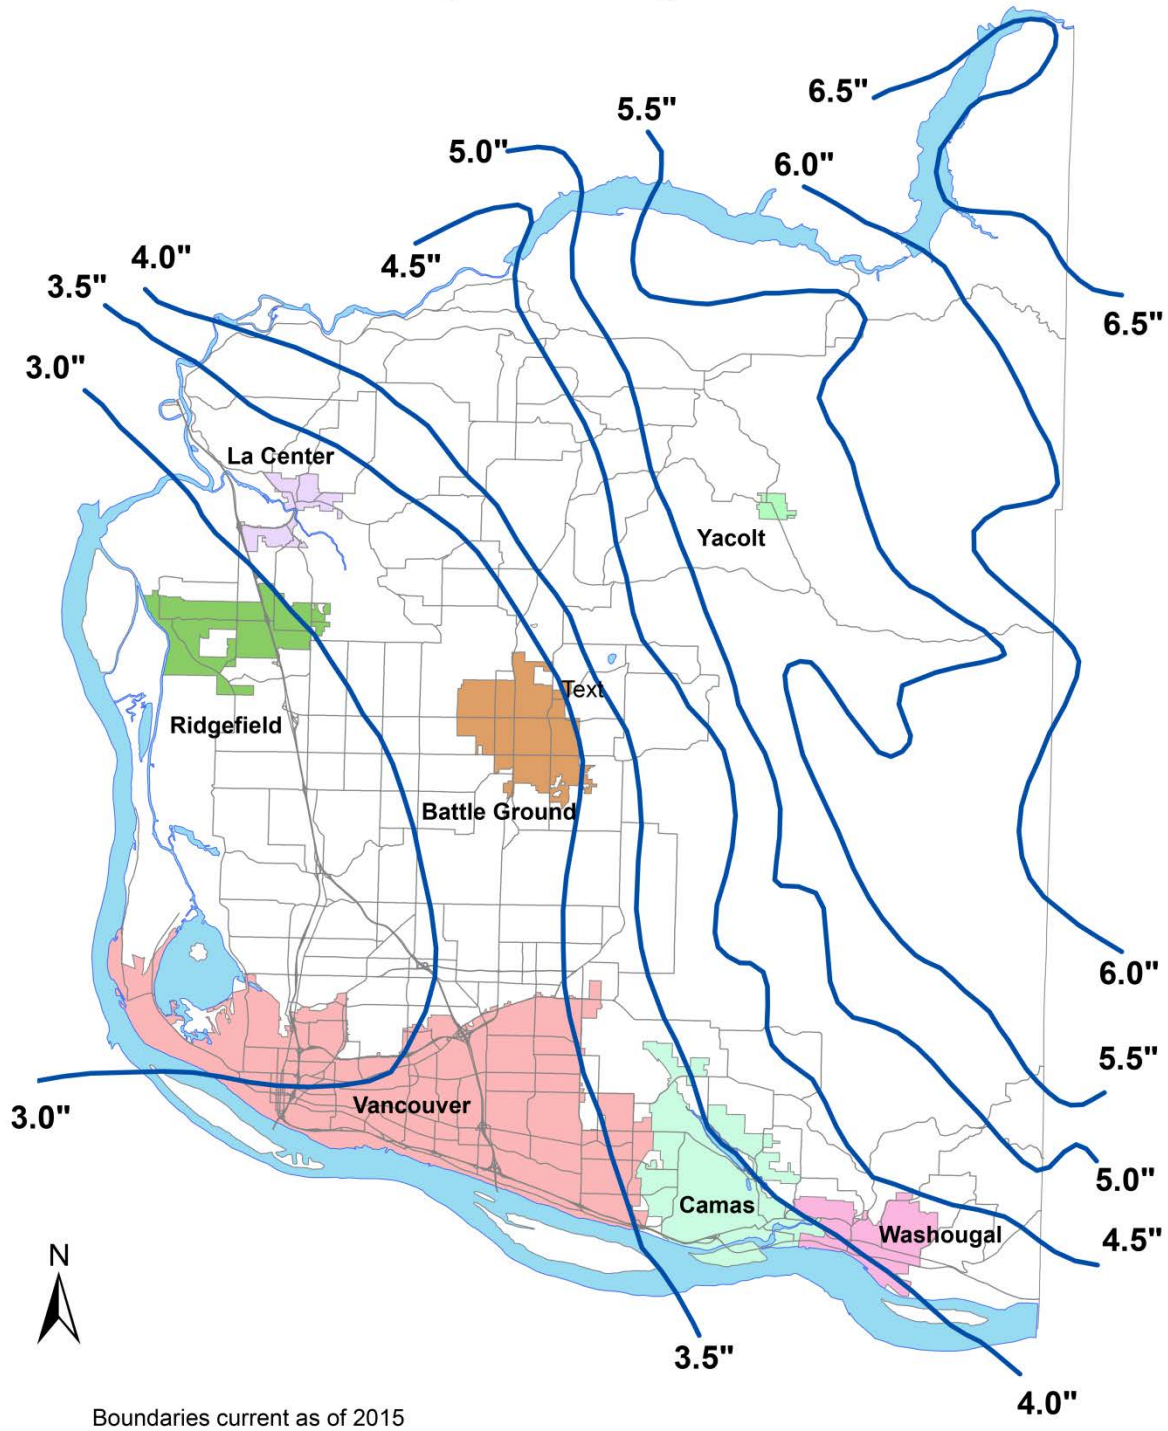 6.5"
5.5"
5.0"
6.0"
4.0"
4.5"
3.5"
6.5"
3.0"
La Center
Yacolt
Text
Ridgefield
Battle Ground
6.0"
5.5"
Vancouver
3.0"
5.0"
Camas
Washougal
4.5"
N
3.5"
4.0"
Boundaries current as of 2015